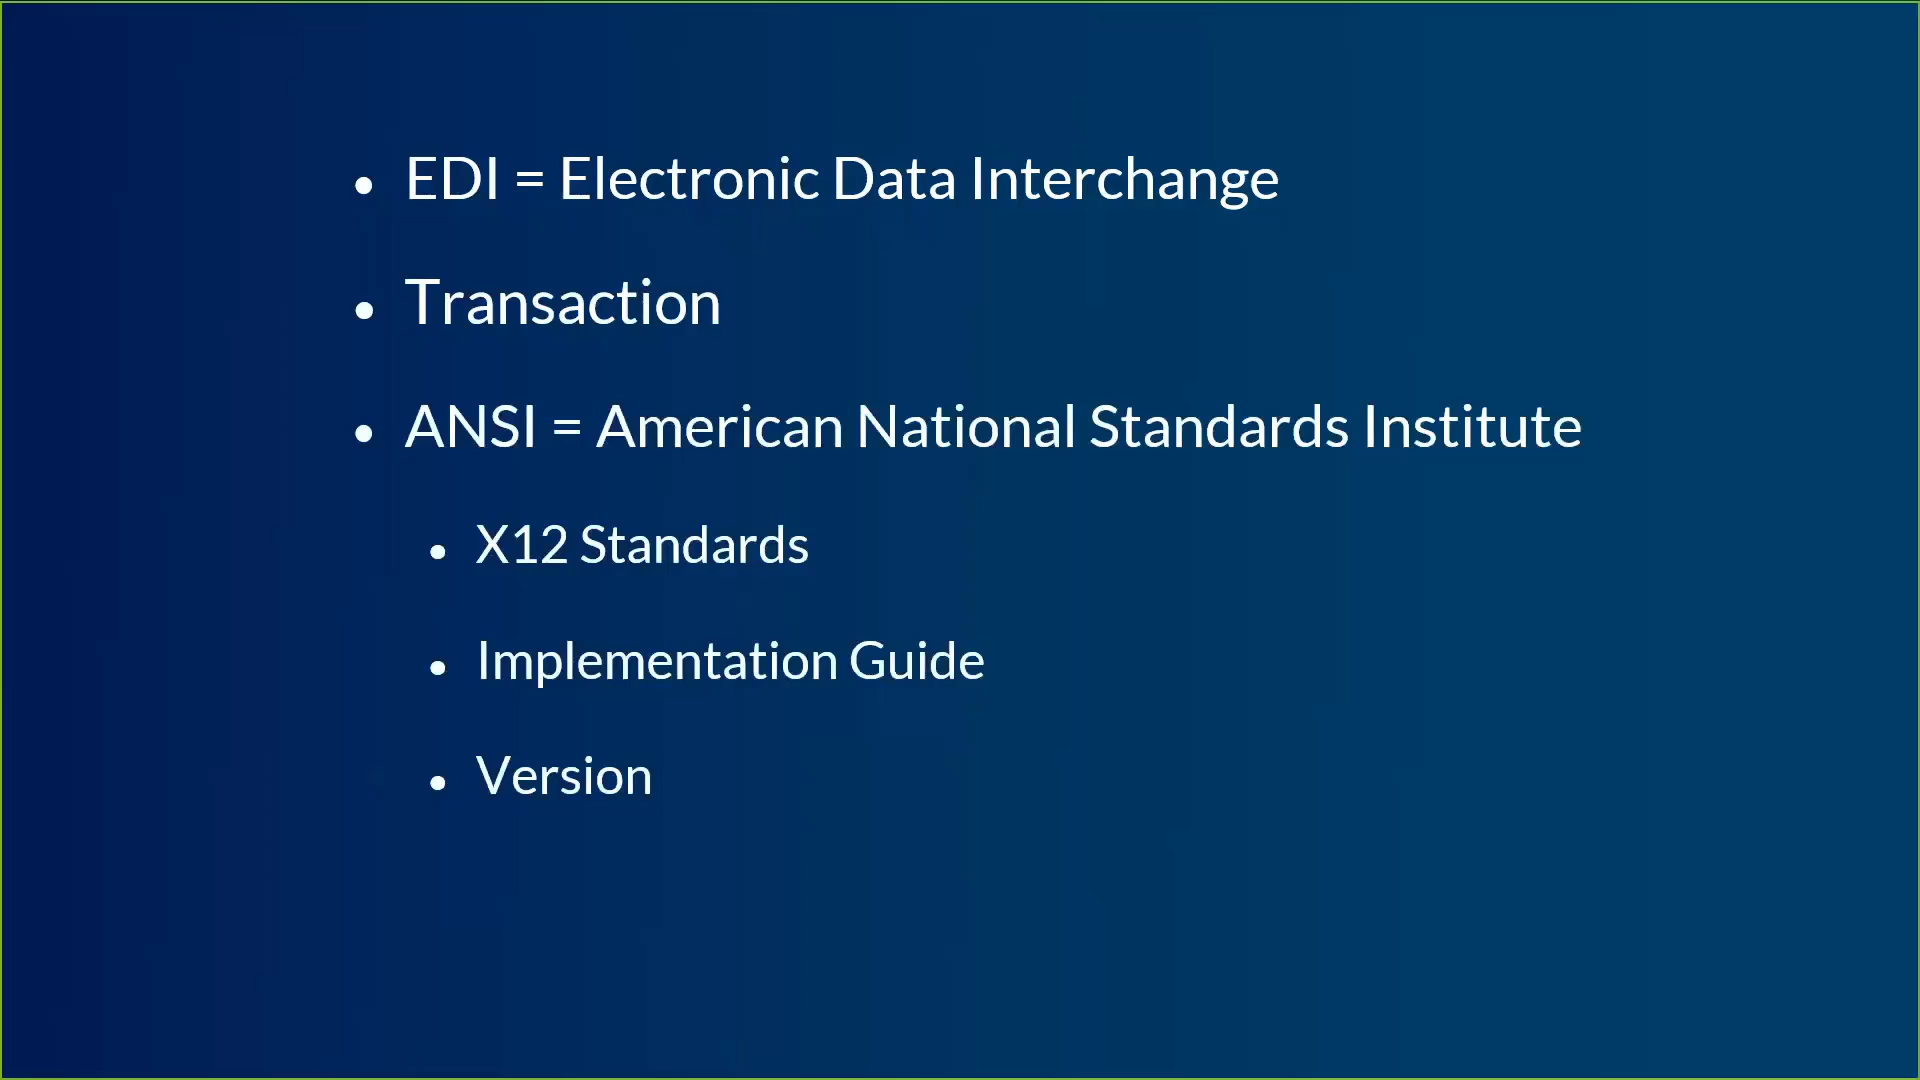 • EDI = Electronic Data Interchange
• Transaction
• ANSI = American National Standards Institute
• X12 Standards
• Implementation Guide
• Version